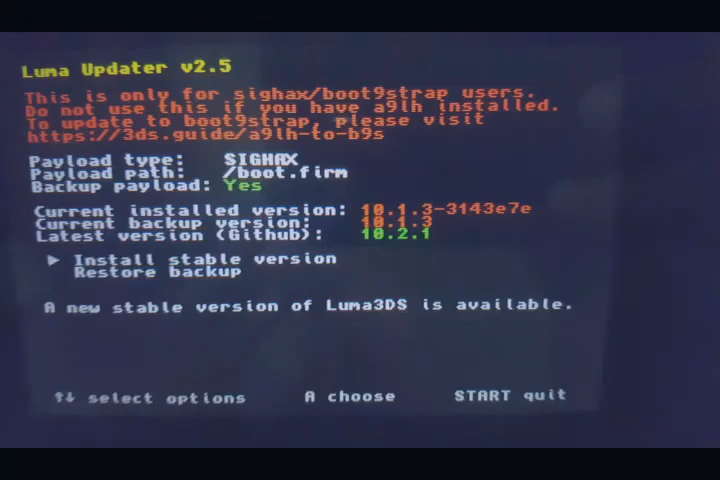 Luma Updater v2.5
This is only for sighax/boot9strap users.
Do not use this if you have a9lh installed.
To update to boot9strap, please visit
https://3ds.guide/a9lh-to-b9s
Payload type: SIGHAX
Payload path: /boot.firm
Backup payload: Yes
Current installed version: 10.1.3-3143e7e
Current backup version: 10.1.3
Latest version (Github): 10.2.1
► Install stable version
Restore backup
A new stable version of Luma3DS is available.
↑↓ select options A choose START quit